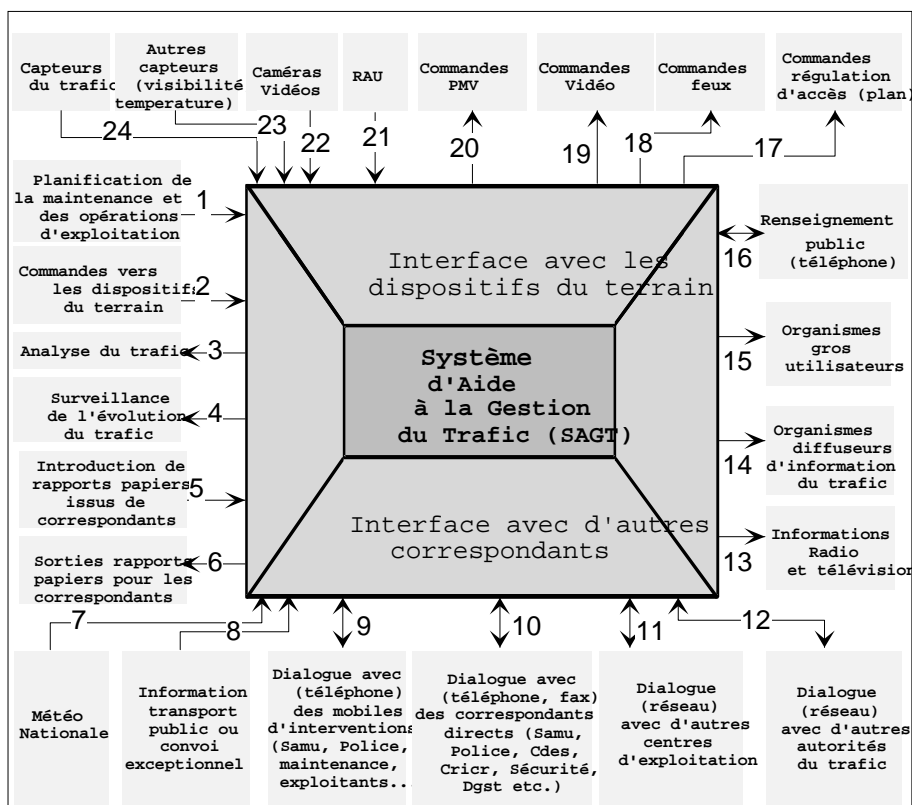 Capteurs
du trafic
Autres
capteurs
(visibilité
temperature)
Caméras
Vidéos
RAU
Commandes
PMV
Commandes
Vidéo
Commandes
feux
Commandes
régulation
d'accès (plan)
24
23
22
21
20
19
18
17
Planification de
la maintenance et
des opérations
d'exploitation
1
Commandes vers
les dispositifs
du terrain
2
Analyse du trafic
3
Surveillance
de l'évolution
du trafic
4
Introduction de
rapports papiers
issus de
correspondants
5
Sorties rapports
papiers pour les
correspondants
6
Interface avec les
dispositifs du terrain
Système
d'Aide
à la Gestion
du Trafic (SAGT)
Interface avec d'autres
correspondants
16
Renseignement
public
(téléphone)
15
Organismes
gros
utilisateurs
14
Organismes
diffuseurs
d'information
du trafic
13
Informations
Radio
et télévision
7
8
9
10
11
12
Météo
Nationale
Information
transport
public ou
convoi
exceptionnel
Dialogue avec
(téléphone)
des mobiles
d'interventions
(Samu, Police,
maintenance,
exploitants...
Dialogue avec
(téléphone, fax)
des correspondants
directs (Samu,
Police, Cdes,
Cricr, Sécurité,
Dgst etc.)
Dialogue
(réseau)
avec d'autres
centres
d'exploitation
Dialogue
(réseau)
avec d'autres
autorités
du trafic